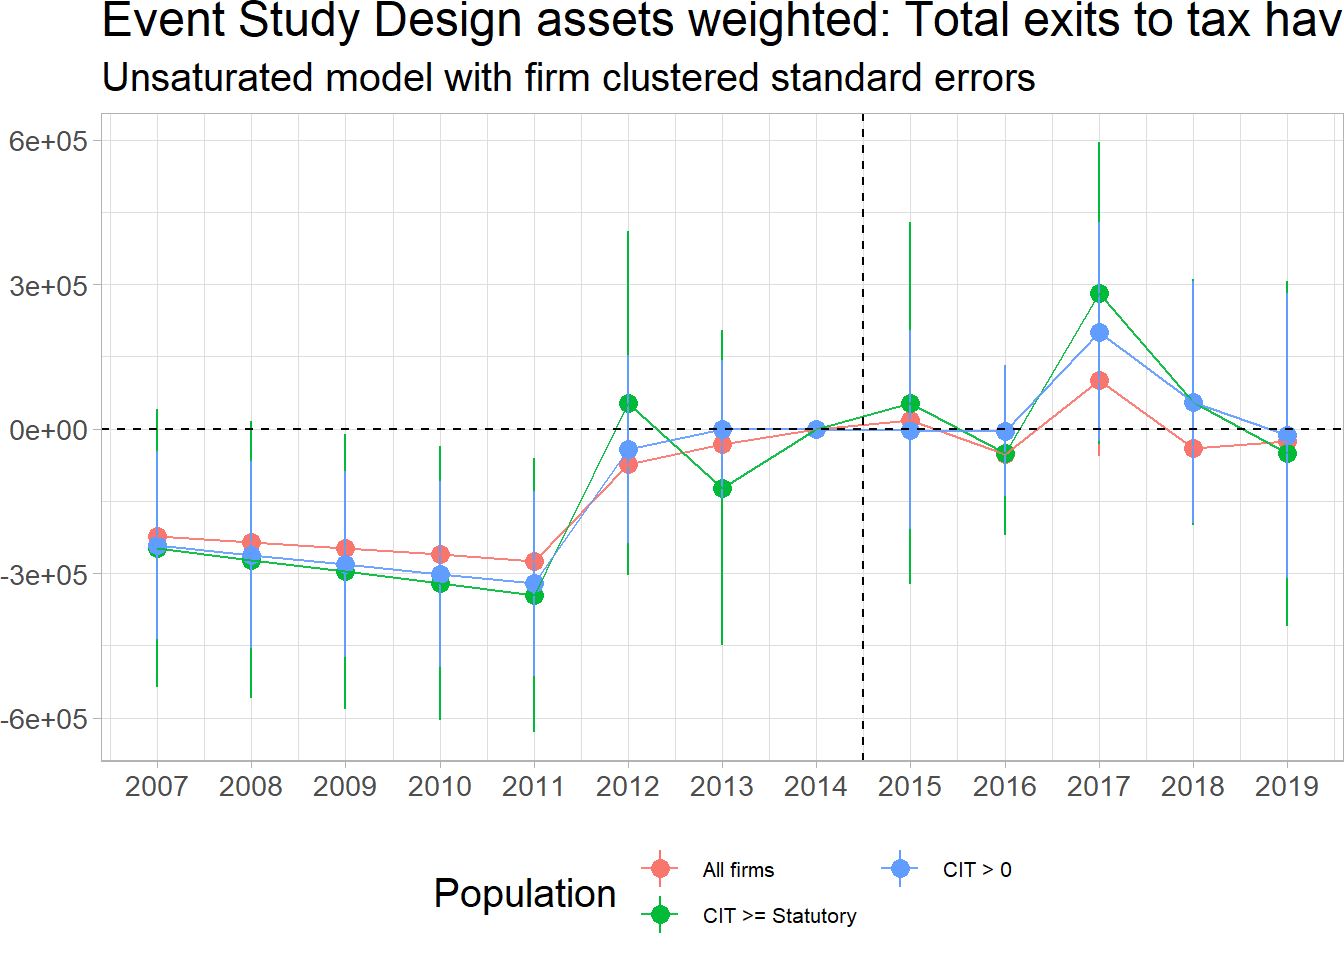 Event Study Design assets weighted: Total exits to tax hav
Unsaturated model with firm clustered standard errors
6e+05
3e+05
0e+00
-3e+05
-6e+05
2007 2008 2009 2010 2011 2012 2013 2014 2015 2016 2017 2018 2019
Population
All firms
CIT >= Statutory
CIT > 0